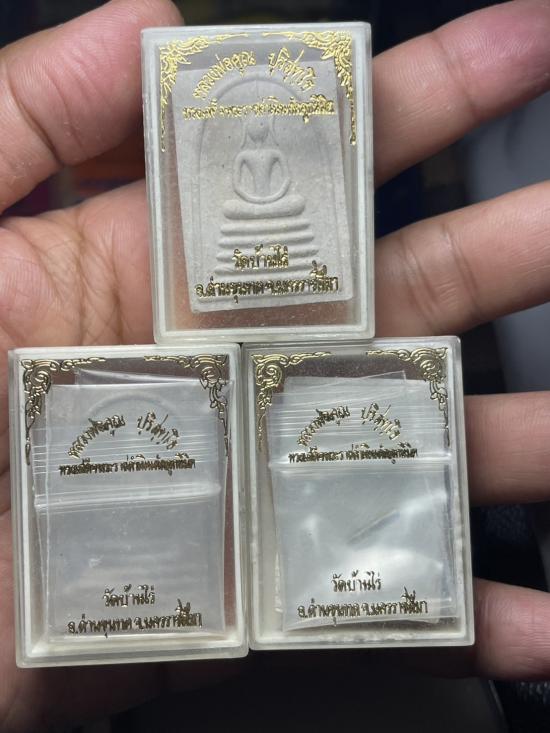 หลวงพ่อคูณ ปริสุทโธ
วัดบ้านไร่
อ.ด่านขุนทด จ.นครราชสีมา
หลวงพ่อคูณ ปริสุทโธ
วัดบ้านไร่
อ.ด่านขุนทด จ.นครราชสีมา
หลวงพ่อคูณ ปริสุทโธ
วัดบ้านไร่
อ.ด่านขุนทด จ.นครราชสีมา